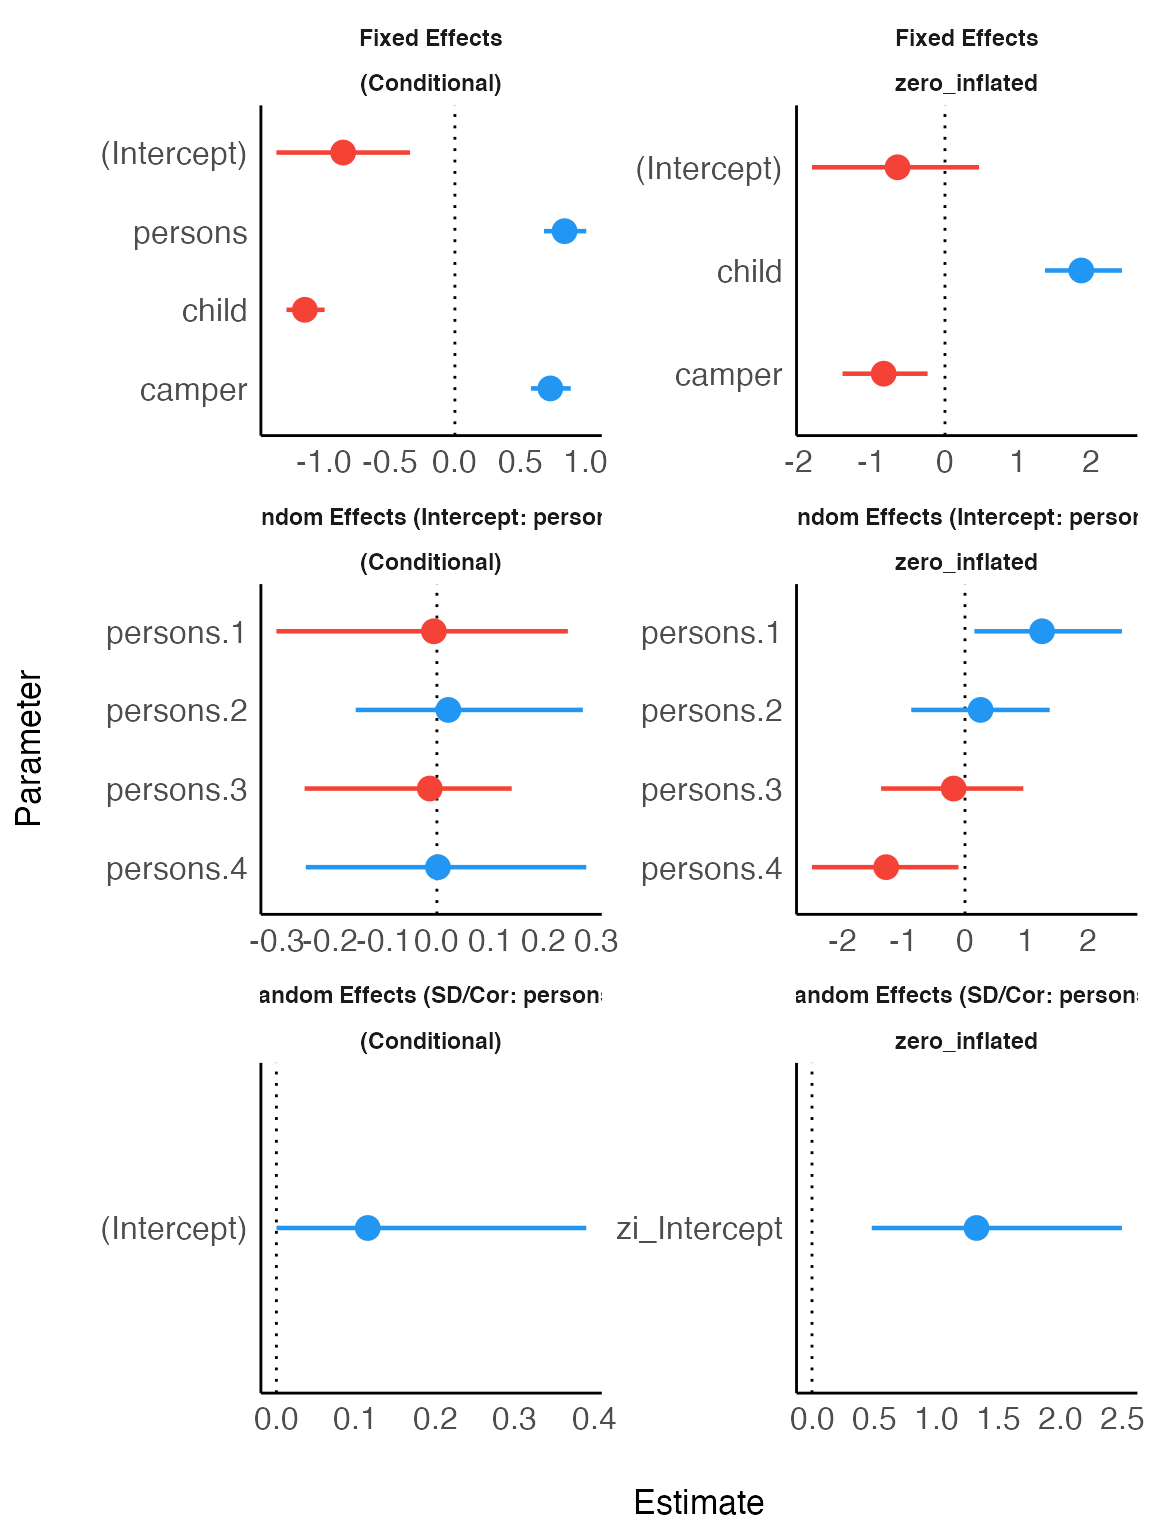 Fixed Effects
(Conditional)
(Intercept)
persons
child
camper
-1.0 -0.5 0.0 0.5 1.0
Fixed Effects
zero_inflated
(Intercept)
child
camper
-2 -1 0 1 2
ndom Effects (Intercept: person
(Conditional)
persons.1
persons.2
persons.3
persons.4
-0.3 -0.2 -0.1 0.0 0.1 0.2 0.3
ndom Effects (Intercept: person
zero_inflated
persons.1
persons.2
persons.3
persons.4
-2 -1 0 1 2
andom Effects (SD/Cor: persons
(Conditional)
(Intercept)
0.0 0.1 0.2 0.3 0.4
andom Effects (SD/Cor: persons
zero_inflated
zi_Intercept
0.0 0.5 1.0 1.5 2.0 2.5
Parameter
Estimate